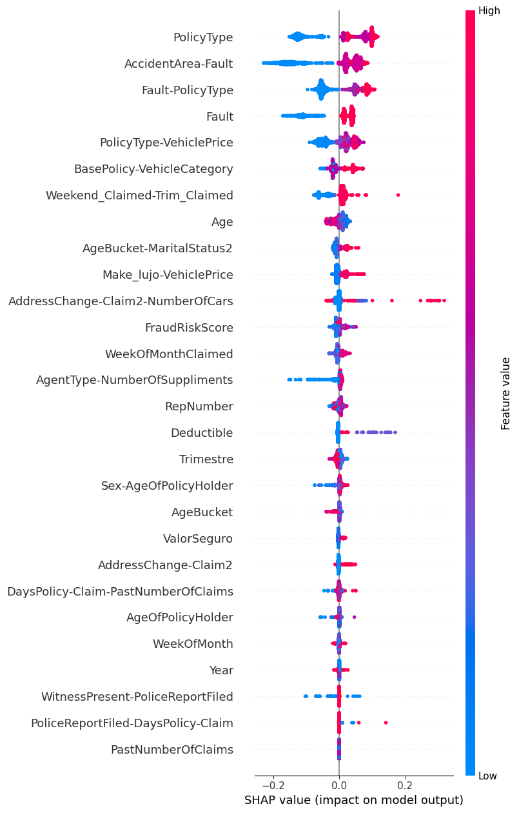 High
PolicyType
AccidentArea-Fault
Fault-PolicyType
Fault
PolicyType-VehiclePrice
BasePolicy-VehicleCategory
Weekend_Claimed-Trim_Claimed
Age
AgeBucket-MaritalStatus2
Make_lujo-VehiclePrice
AddressChange-Claim2-NumberOfCars
FraudRiskScore
WeekOfMonthClaimed
AgentType-NumberOfSuppliments
RepNumber
Deductible
Trimestre
Sex-AgeOfPolicyHolder
AgeBucket
ValorSeguro
AddressChange-Claim2
DaysPolicy-Claim-PastNumberOfClaims
AgeOfPolicyHolder
WeekOfMonth
Year
WitnessPresent-PoliceReportFiled
PoliceReportFiled-DaysPolicy-Claim
PastNumberOfClaims
Feature value
Low
−0.2 0.0 0.2
SHAP value (impact on model output)